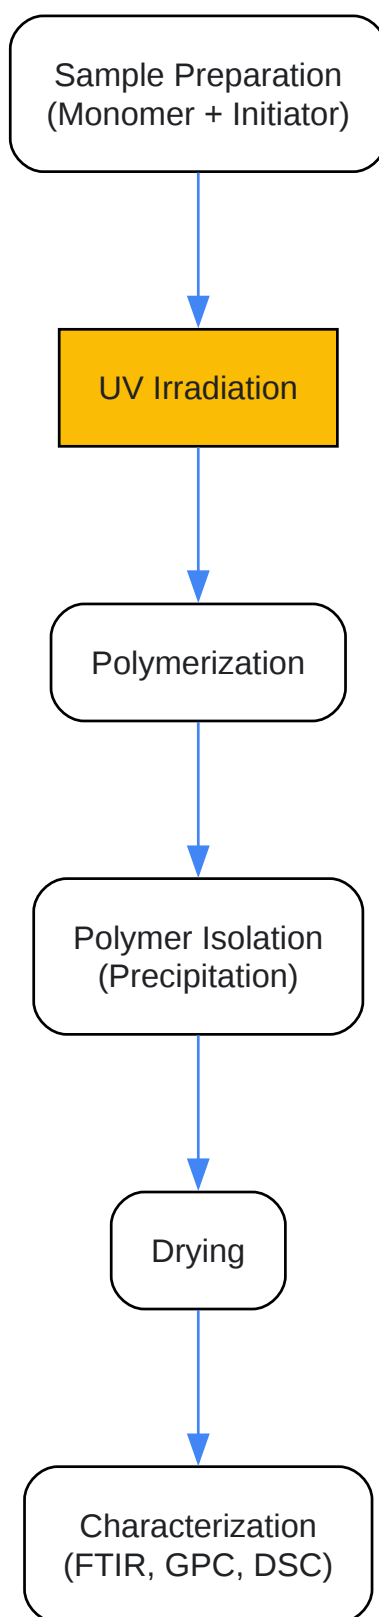 Sample Preparation
(Monomer + Initiator)
UV Irradiation
Polymerization
Polymer Isolation
(Precipitation)
Drying
Characterization
(FTIR, GPC, DSC)